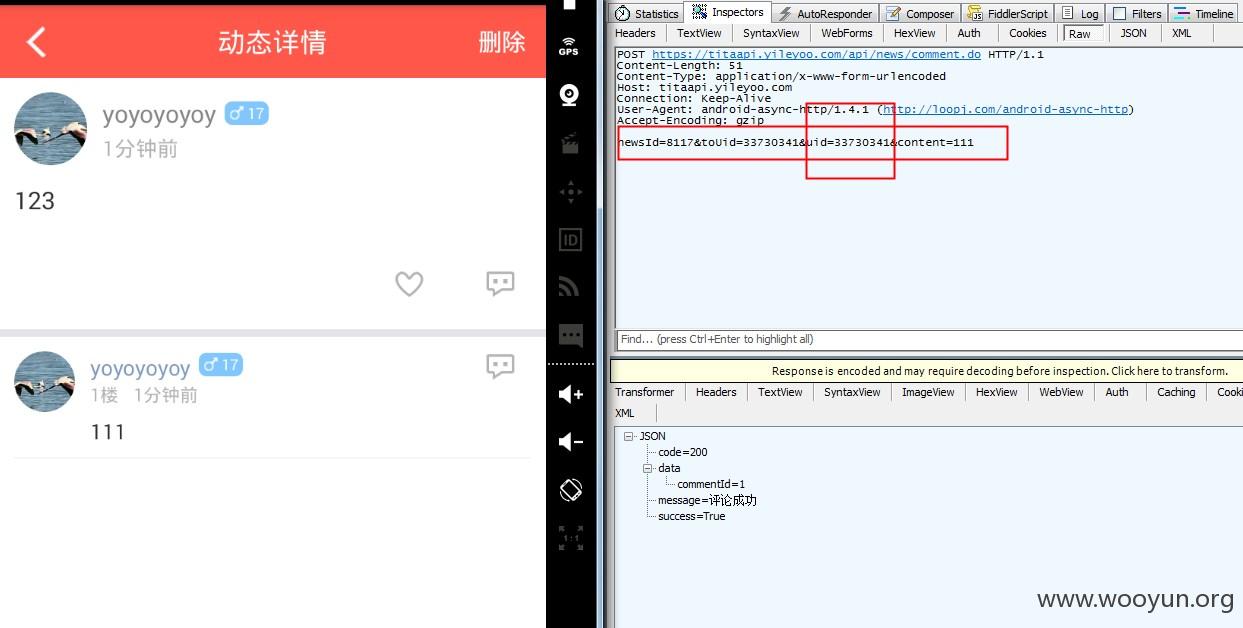 动态详情
删除
yoyoyoyoy
♂ 17
1分钟前
123
yoyoyoyoy
♂ 17
1楼 1分钟前
111
GPS
ID
1:1
Statistics
Inspectors
AutoResponder
Composer
FiddlerScript
Log
Filters
Timeline
Headers
TextView
SyntaxView
WebForms
HexView
Auth
Cookies
Raw
JSON
XML
POST https://titaapi.yileyoo.com/api/news/comment.do HTTP/1.1
Content-Length: 51
Content-Type: application/x-www-form-urlencoded
Host: titaapi.yileyoo.com
Connection: Keep-Alive
User-Agent: android-async-http/1.4.1 (http://loopj.com/android-async-http)
Accept-Encoding: gzip
newsId=8117&toUid=33730341&uid=33730341&content=111
Find... (press Ctrl+Enter to highlight all)
Response is encoded and may require decoding before inspection. Click here to transform.
Transformer
Headers
TextView
SyntaxView
ImageView
HexView
WebView
Auth
Caching
Cooki
XML
JSON
code=200
data
commentId=1
message=评论成功
success=True
www.wooyun.org